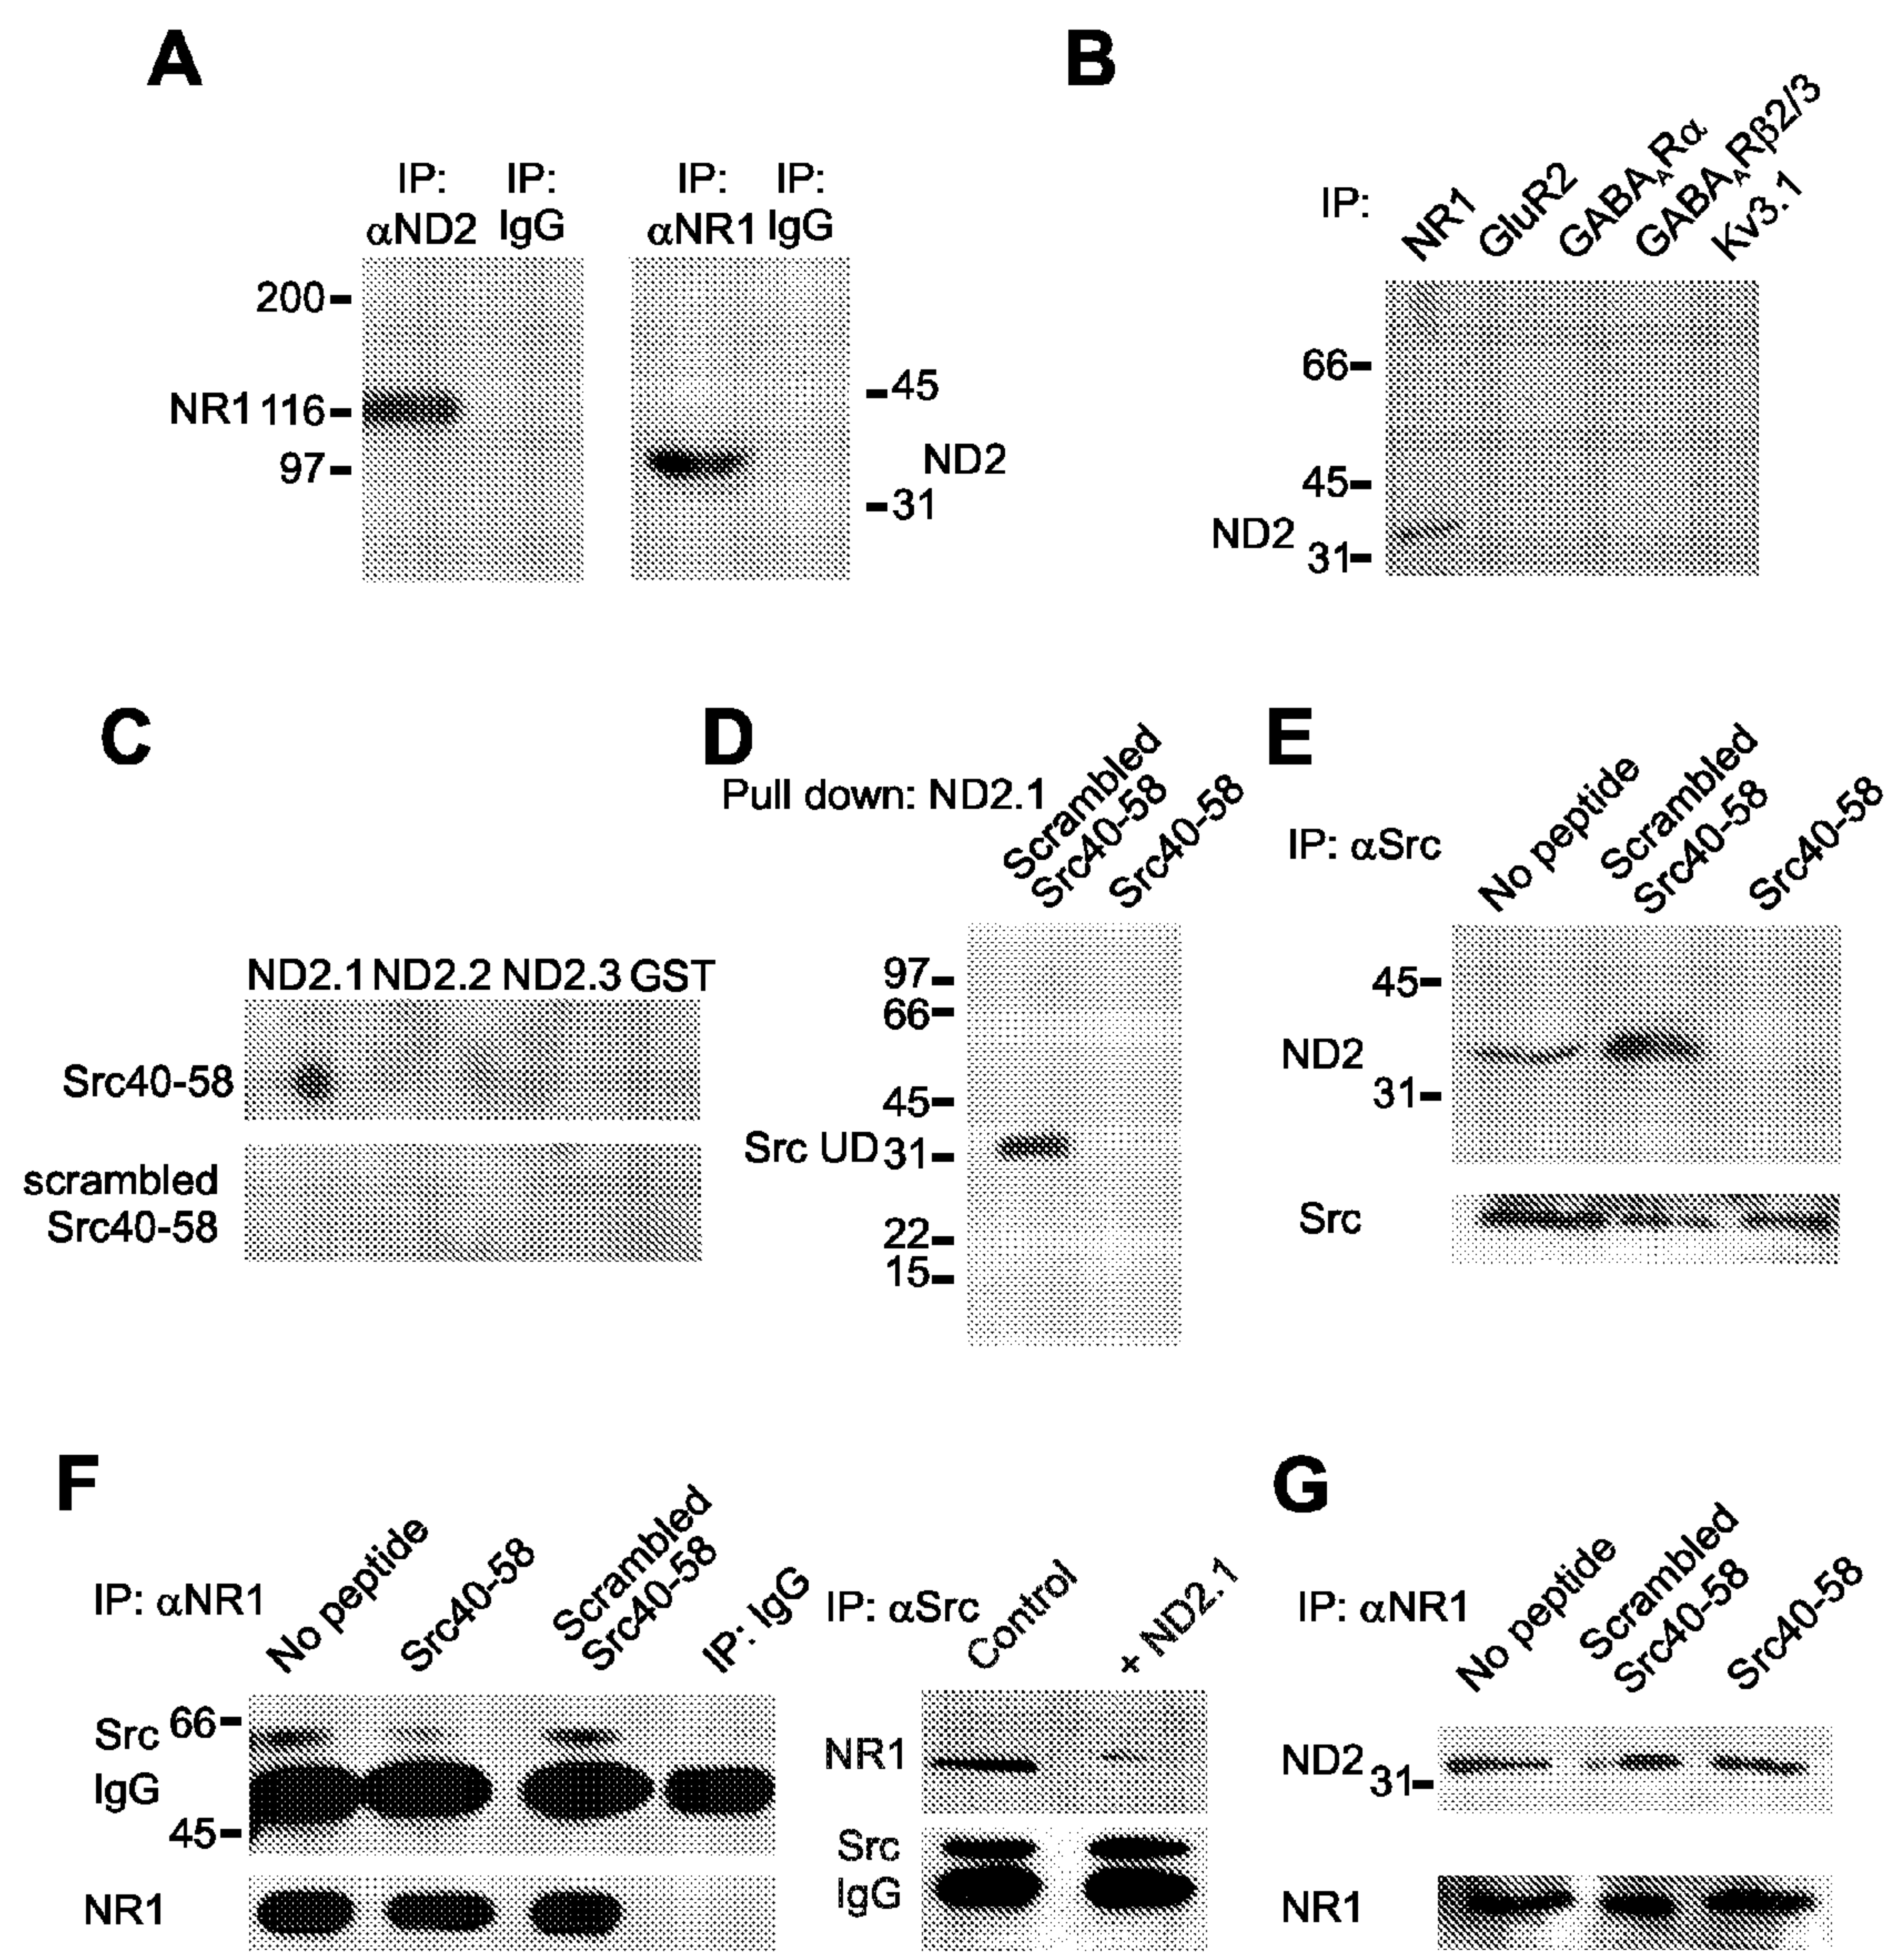 A
IP: αND2
IP: IgG
IP: αNR1
IP: IgG
200
NR1 116
97
45
ND2
31
B
IP:
NR1
GluR2
GABA_ARα
GABA_ARβ2/3
Kv3.1
66
45
ND2
31
C
ND2.1 ND2.2 ND2.3 GST
Src40-58
scrambled
Src40-58
D
Pull down: ND2.1
Scrambled
Src40-58
Src40-58
97
66
45
Src UD 31
22
15
E
IP: αSrc
No peptide
Scrambled
Src40-58
Src40-58
45
ND2
31
Src
F
IP: αNR1
No peptide
Src40-58
Scrambled
Src40-58
IP: IgG
Src 66
IgG
45
NR1
IP: αSrc
Control
+ ND2.1
NR1
Src
IgG
G
IP: αNR1
No peptide
Scrambled
Src40-58
Src40-58
ND2
31
NR1